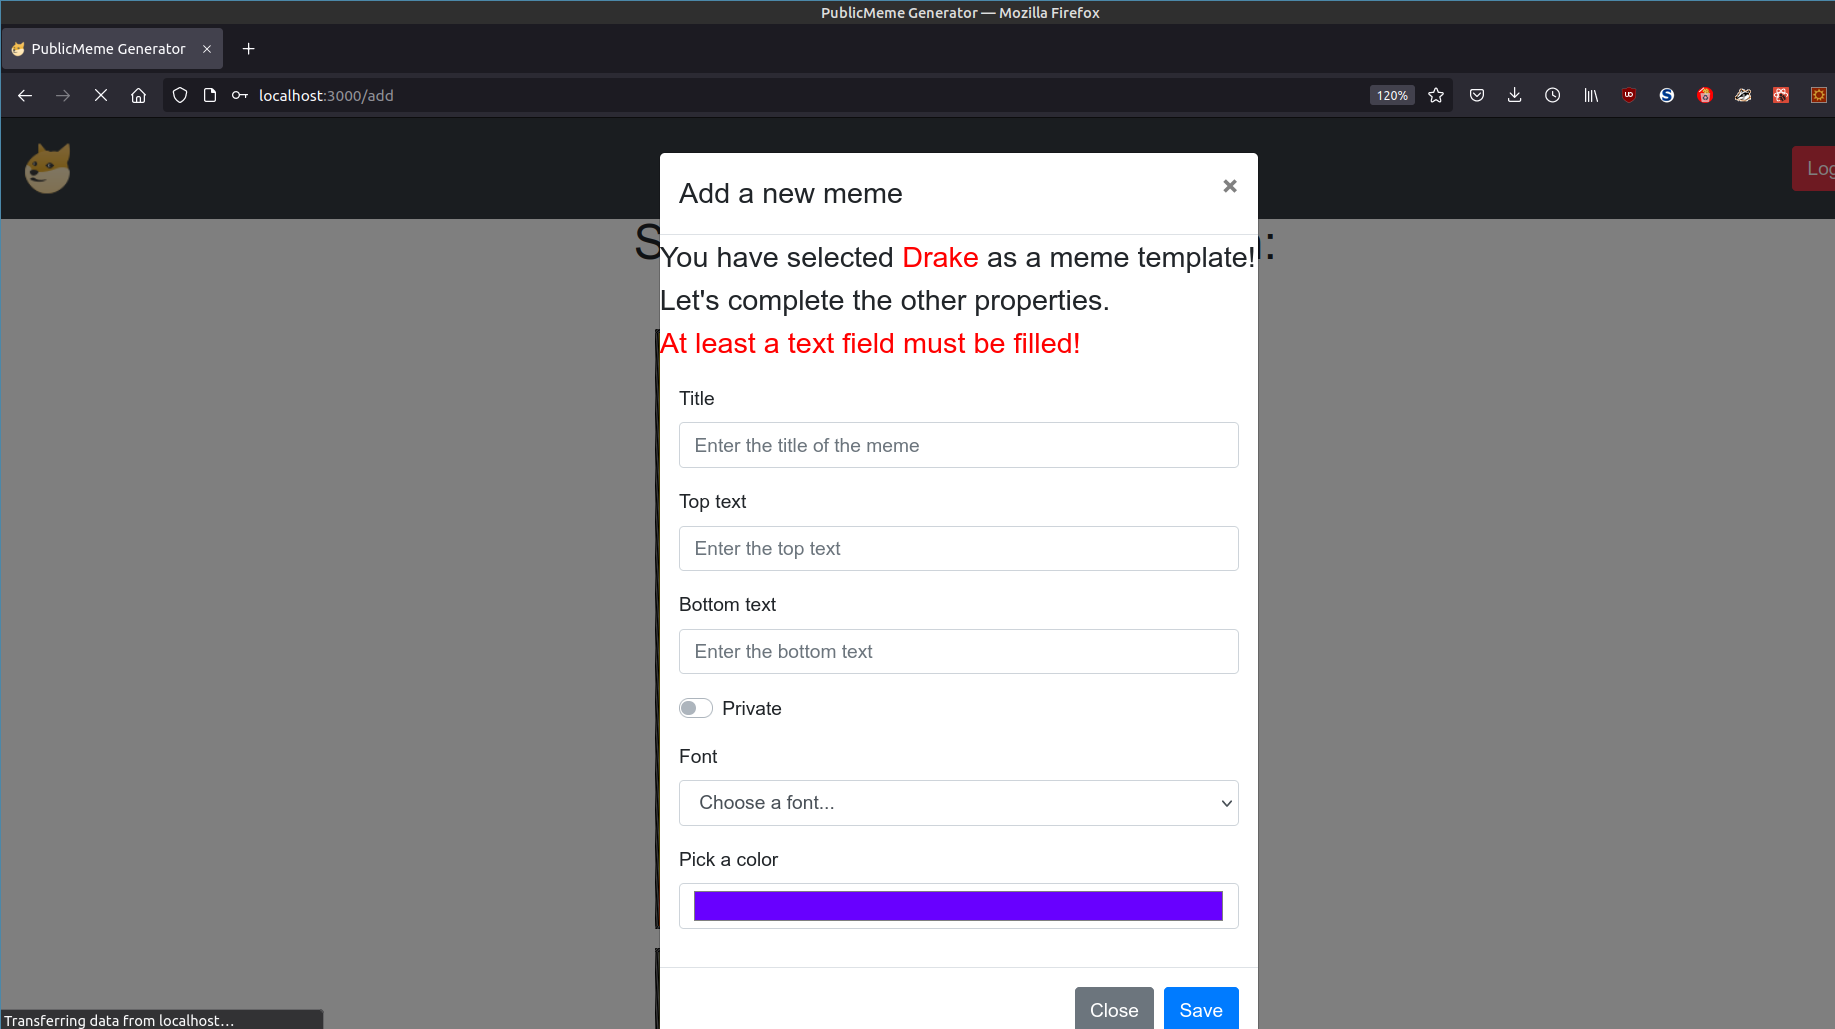 PublicMeme Generator — Mozilla Firefox
PublicMeme Generator
localhost:3000/add
120%
Log
S
:
Add a new meme
You have selected Drake as a meme template!
Let's complete the other properties.
At least a text field must be filled!
Title
Enter the title of the meme
Top text
Enter the top text
Bottom text
Enter the bottom text
Private
Font
Choose a font...
Pick a color
Close
Save
Transferring data from localhost…